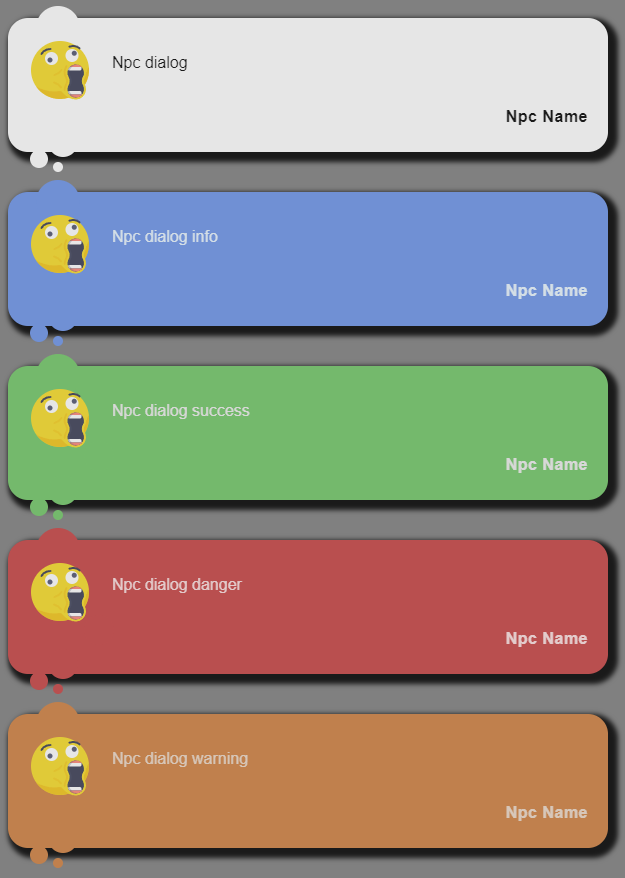 Npc dialog
Npc Name
Npc dialog info
Npc Name
Npc dialog success
Npc Name
Npc dialog danger
Npc Name
Npc dialog warning
Npc Name